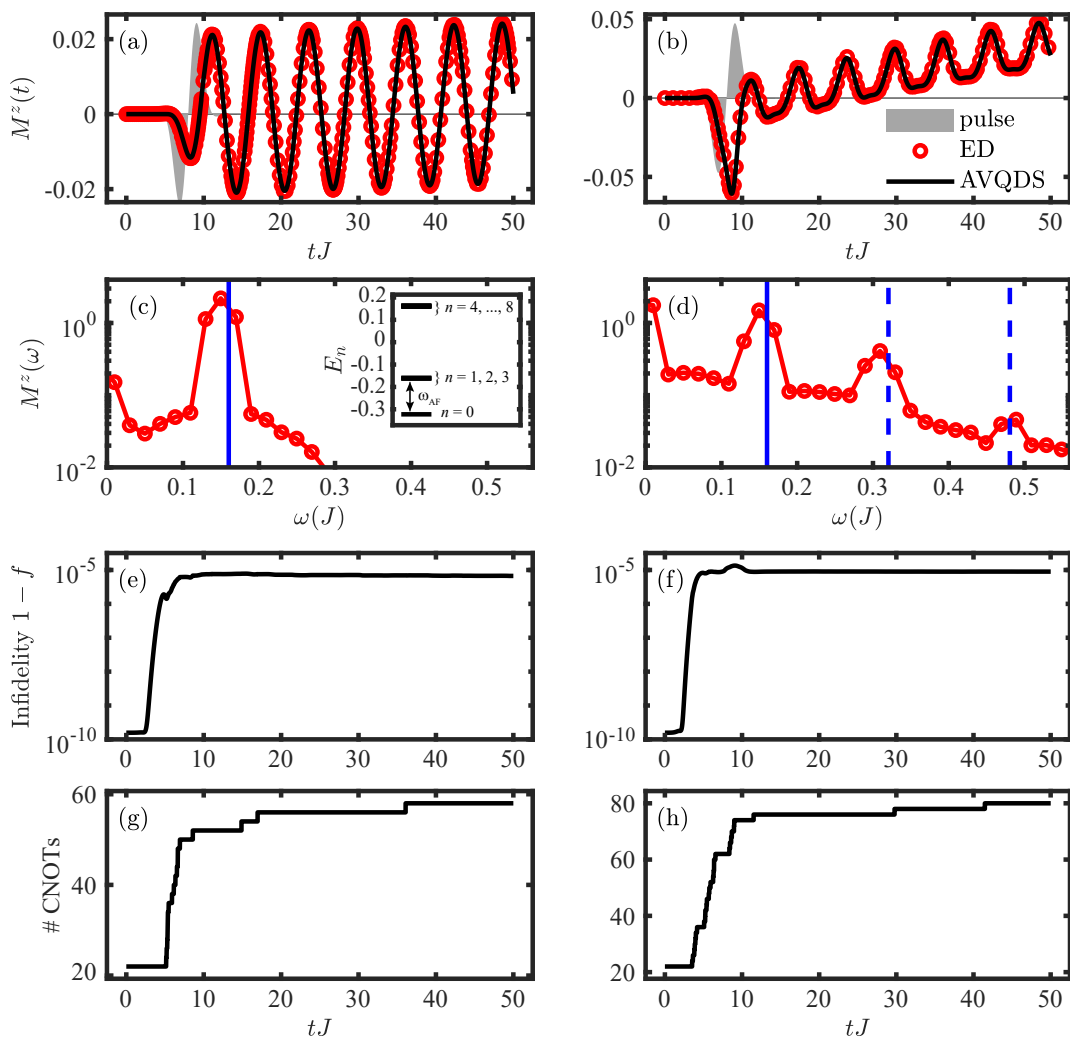 (a)
0.02
0
-0.02
M^z(t)
0 10 20 30 40 50
tJ
(b)
0.05
0
-0.05
pulse
ED
AVQDS
0 10 20 30 40 50
tJ
(c)
10^0
10^-2
M^z(ω)
0 0.1 0.2 0.3 0.4 0.5
ω(J)
0.2
0.1
0
-0.1
-0.2
-0.3
E_n
} n = 4, ..., 8
} n = 1, 2, 3
ω_AF
n = 0
(d)
10^0
10^-2
0 0.1 0.2 0.3 0.4 0.5
ω(J)
(e)
10^-5
10^-10
Infidelity 1 − f
0 10 20 30 40 50
(f)
10^-5
10^-10
0 10 20 30 40 50
(g)
60
40
20
# CNOTs
0 10 20 30 40 50
tJ
(h)
80
60
40
20
0 10 20 30 40 50
tJ